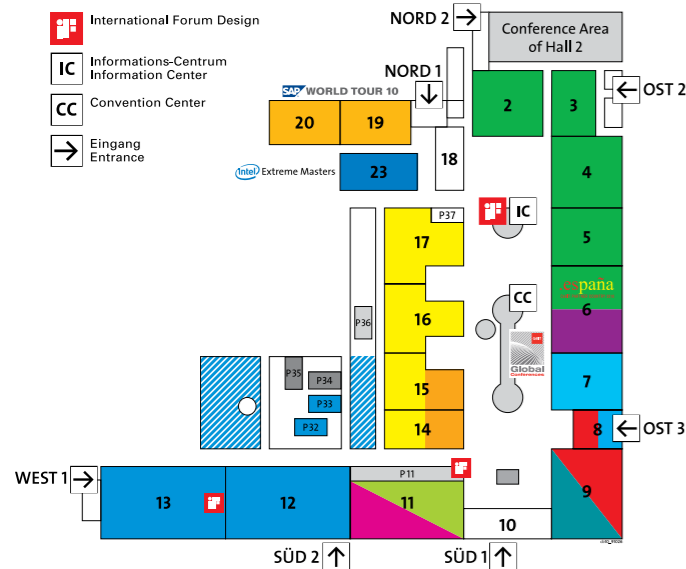 International Forum Design
IC
Informations-Centrum
Information Center
CC
Convention Center
Eingang
Entrance
NORD 2
Conference Area
of Hall 2
NORD 1
SAP WORLD TOUR 10
OST 2
20
19
2
3
18
intel Extreme Masters
23
4
P37
IC
17
5
españa
CC
6
P36
16
Global
Conferences
P35
P34
P33
P32
15
7
14
8
OST 3
WEST 1
P11
13
12
11
9
10
SÜD 2
SÜD 1